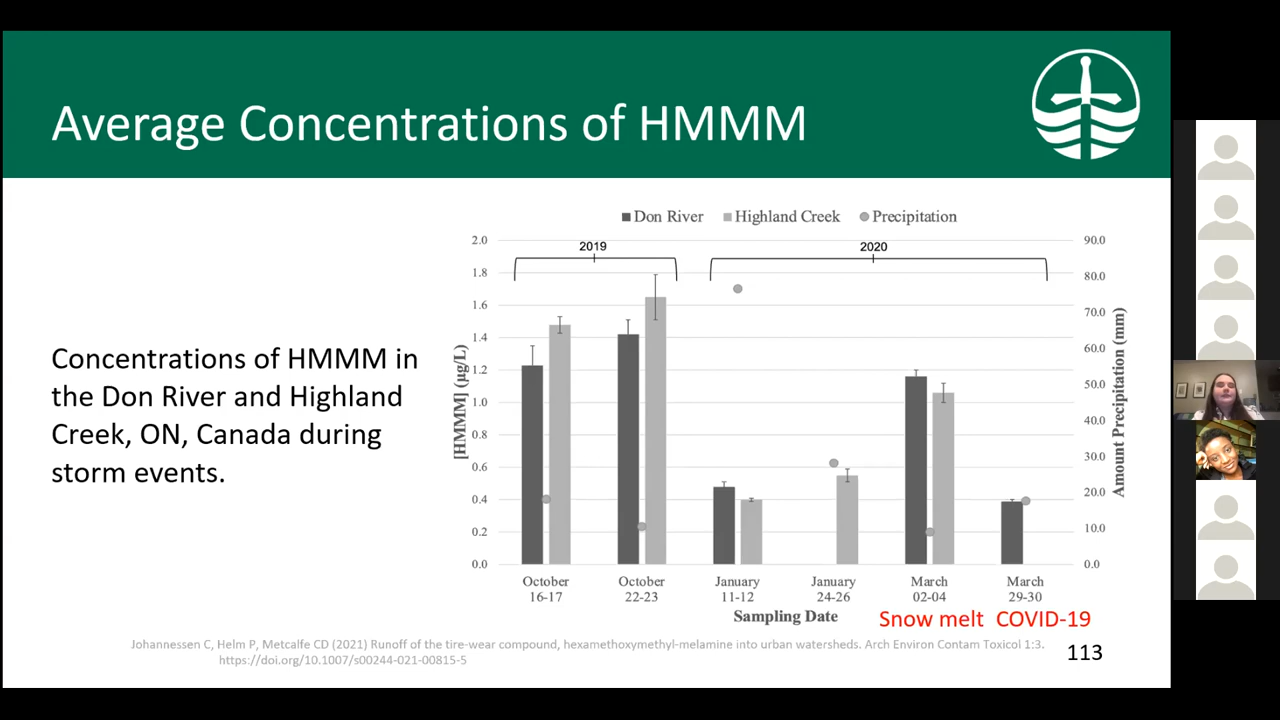 Average Concentrations of HMMM
Concentrations of HMMM in
the Don River and Highland
Creek, ON, Canada during
storm events.
Don River Highland Creek Precipitation
2019 2020
[HMMM] (µg/L)
2.0
1.8
1.6
1.4
1.2
1.0
0.8
0.6
0.4
0.2
0.0
90.0
80.0
70.0
60.0
50.0
40.0
30.0
20.0
10.0
0.0
Amount Precipitation (mm)
October October January January March March
16-17 22-23 11-12 24-26 02-04 29-30
Sampling Date
Snow melt COVID-19
Johannessen C, Helm P, Metcalfe CD (2021) Runoff of the tire-wear compound, hexamethoxymethyl-melamine into urban watersheds. Arch Environ Contam Toxicol 1:3.
https://doi.org/10.1007/s00244-021-00815-5
113